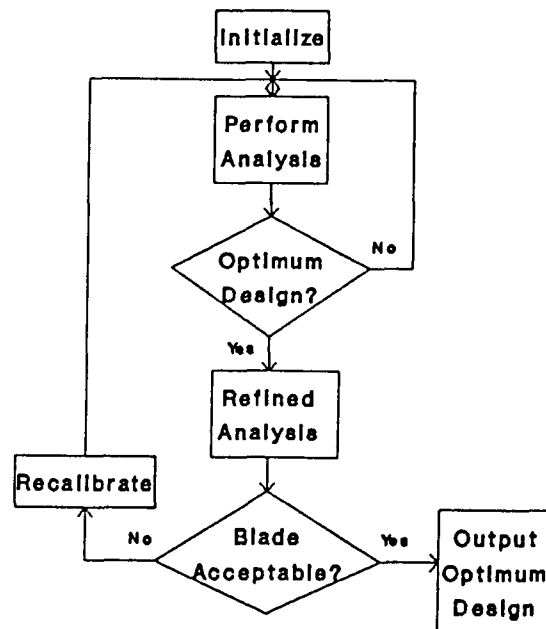 Initialize
Perform
Analysis
No
Optimum
Design?
Yes
Refined
Analysis
Recalibrate
No
Blade
Acceptable?
Yes
Output
Optimum
Design